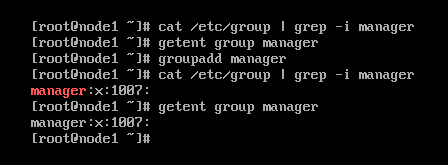 [root@node1 ~]# cat /etc/group | grep -i manager
[root@node1 ~]# getent group manager
[root@node1 ~]# groupadd manager
[root@node1 ~]# cat /etc/group | grep -i manager
manager:x:1007:
[root@node1 ~]# getent group manager
manager:x:1007:
[root@node1 ~]#